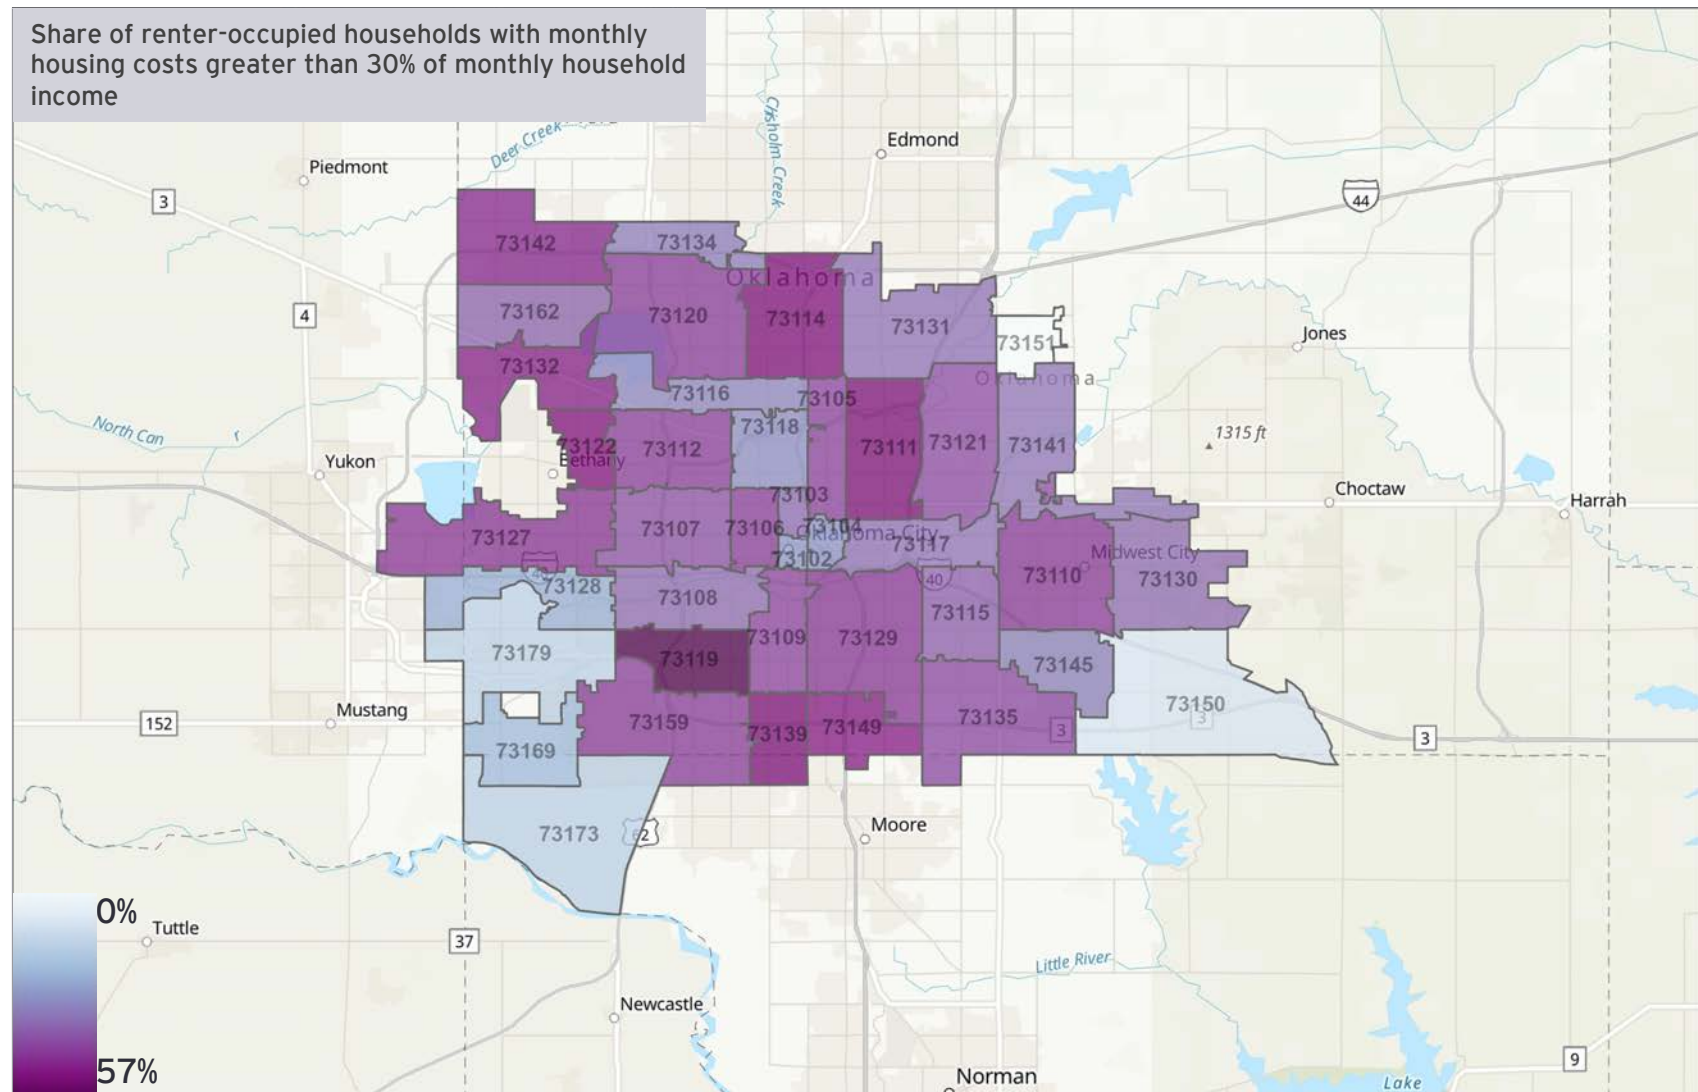 Share of renter-occupied households with monthly
housing costs greater than 30% of monthly household
income
Deer Creek
Chisholm Creek
Edmond
Piedmont
3
44
73142
73134
Oklahoma
4
73162
73120
73114
73131
73151
Jones
73132
Oklahoma
73116
73105
73118
North Can
r
1315 ft
73122
73112
73111
73121
73141
Bethany
Yukon
Choctaw
Harrah
73103
73127
73107
73106
73104
Oklahoma City
73117
73102
Midwest City
40
40
73110
73130
73128
73108
73115
73109
73129
73179
73119
73145
73150
152
Mustang
73159
73139
73149
73135
3
3
3
73169
73173
62
Moore
0%
Tuttle
37
Little River
Newcastle
57%
9
Norman
Lake